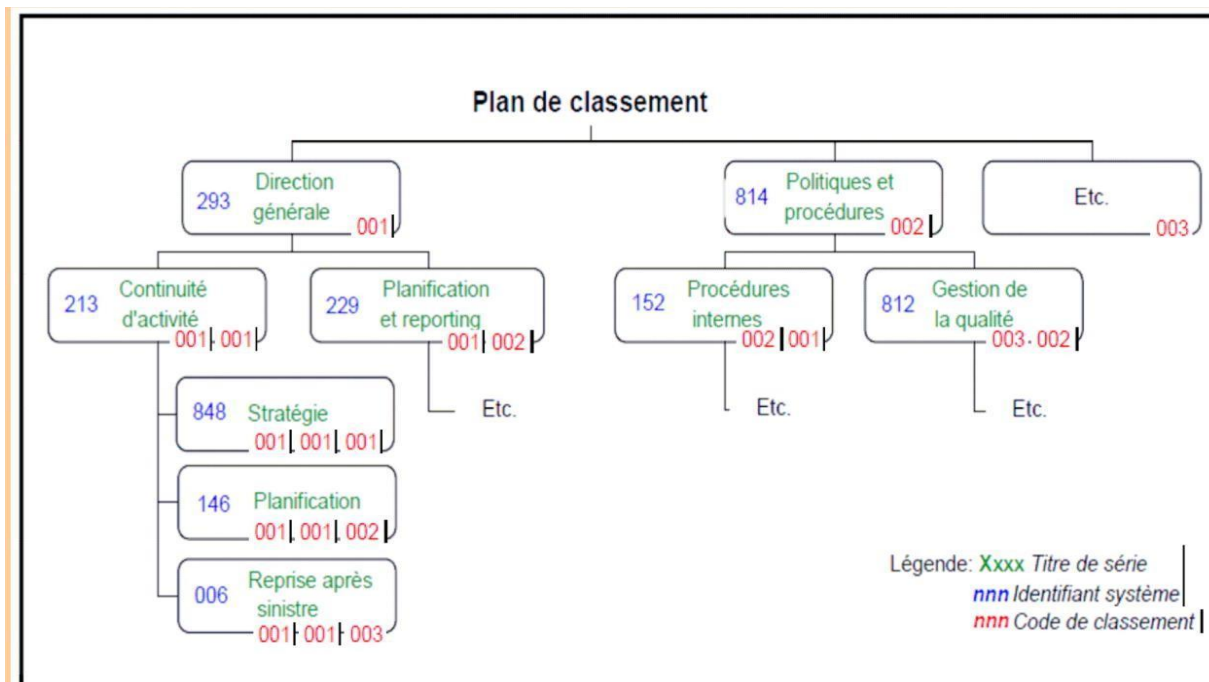 Plan de classement
293
Direction
générale
001
814
Politiques et
procédures
002
Etc.
003
213
Continuité
d'activité
001 001
229
Planification
et reporting
001 002
152
Procédures
internes
002 001
812
Gestion de
la qualité
003 . 002
848
Stratégie
001 001 001
Etc.
Etc.
Etc.
146
Planification
001 001 002
006
Reprise après
sinistre
001 001 003
Légende: Xxxx Titre de série
nnn Identifiant système
nnn Code de classement